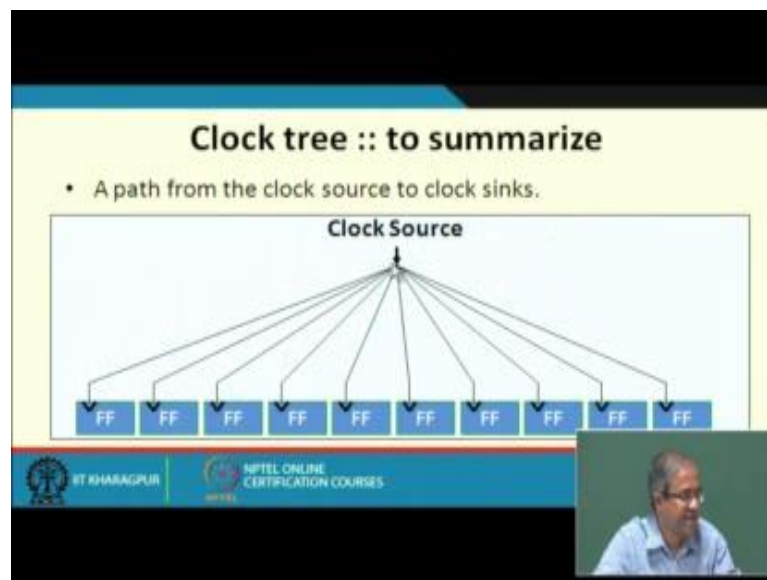 Clock tree :: to summarize
• A path from the clock source to clock sinks.
Clock Source
FF FF FF FF FF FF FF FF FF FF
IIT KHARAGPUR
NPTEL ONLINE
CERTIFICATION COURSES
NPTEL